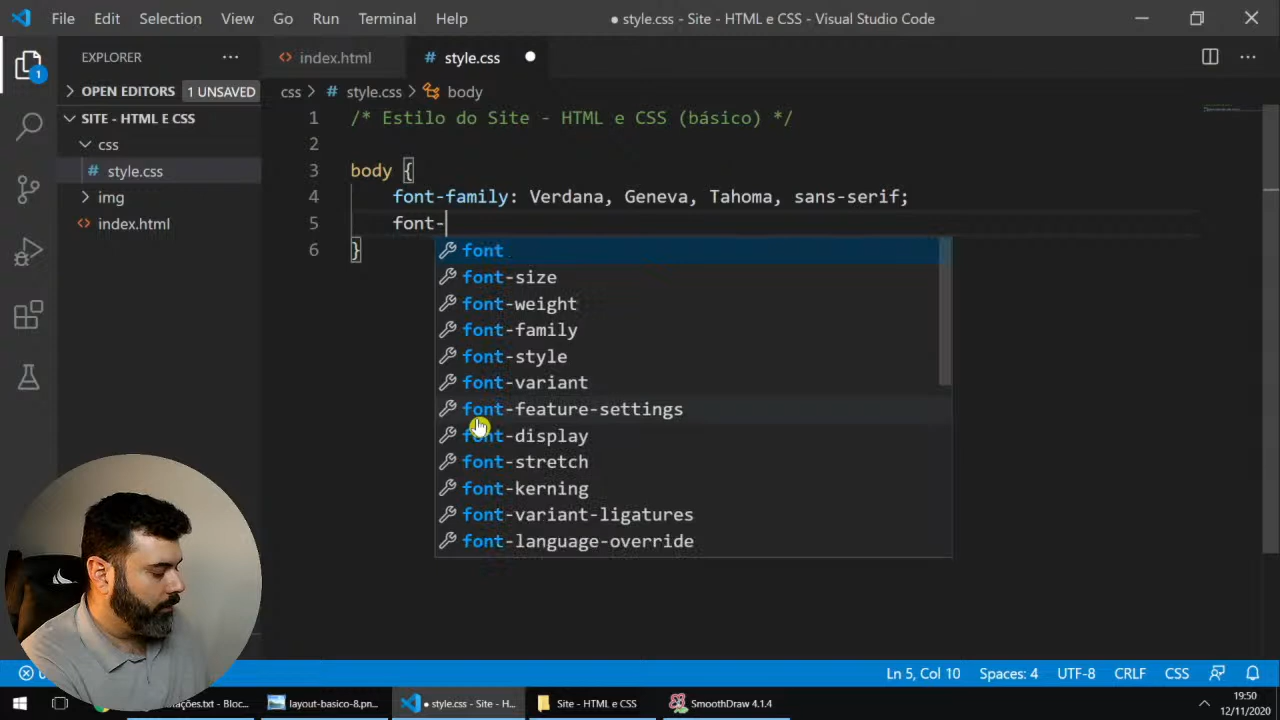 File Edit Selection View Go Run Terminal Help ● style.css - Site - HTML e CSS - Visual Studio Code
EXPLORER
index.html
# style.css
OPEN EDITORS 1 UNSAVED
css > # style.css > body
SITE - HTML E CSS
css
# style.css
img
index.html
1
1 /* Estilo do Site - HTML e CSS (básico) */
2
3 body {
4 font-family: Verdana, Geneva, Tahoma, sans-serif;
5 font-
6 }
font
font-size
font-weight
font-family
font-style
font-variant
font-feature-settings
font-display
font-stretch
font-kerning
font-variant-ligatures
font-language-override
Ln 5, Col 10 Spaces: 4 UTF-8 CRLF CSS
tações.txt - Bloc... layout-basico-8.pn... ● style.css - Site - H... Site - HTML e CSS SmoothDraw 4.1.4 19:50
12/11/2020